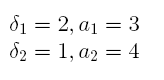 δ₁ = 2, a₁ = 3
δ₂ = 1, a₂ = 4